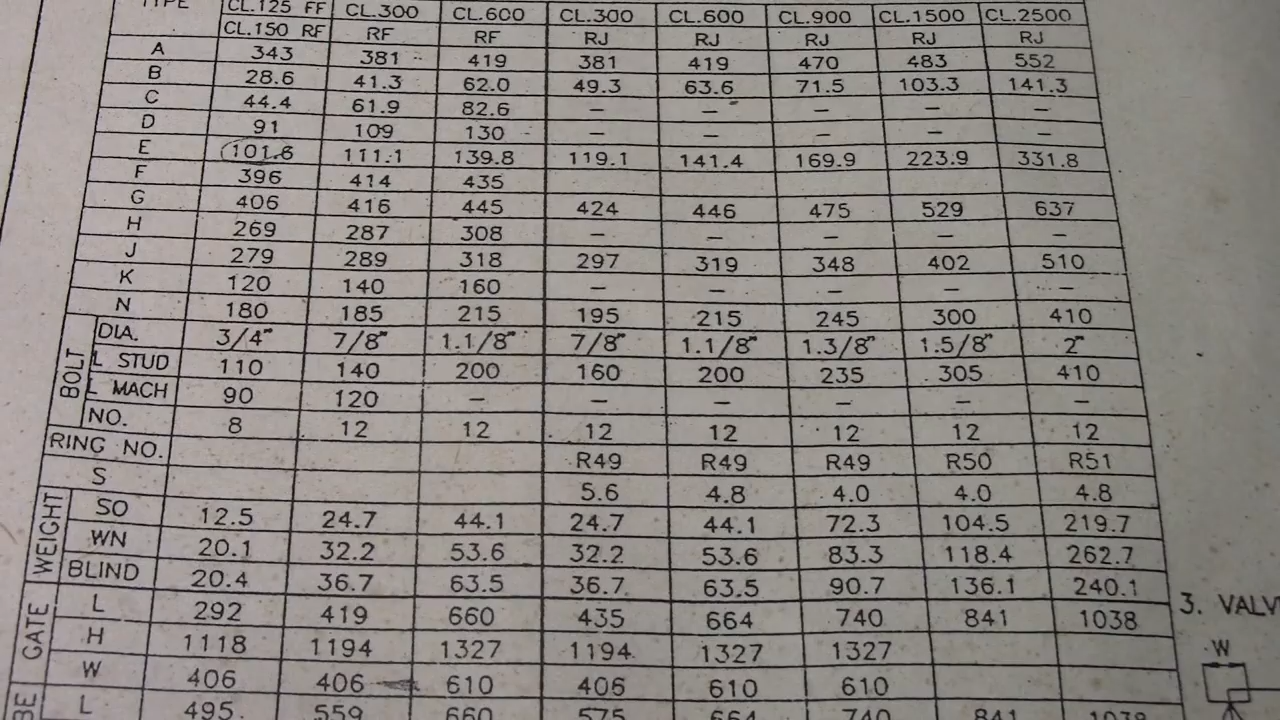 TYPE CL.125 FF CL.300 CL.600 CL.300 CL.600 CL.900 CL.1500 CL.2500
CL.150 RF RF RF RJ RJ RJ RJ RJ
A 343 381 419 381 419 470 483 552
B 28.6 41.3 62.0 49.3 63.6 71.5 103.3 141.3
C 44.4 61.9 82.6 — — — — —
D 91 109 130 — — — — —
E 101.6 111.1 139.8 119.1 141.4 169.9 223.9 331.8
F 396 414 435
G 406 416 445 424 446 475 529 637
H 269 287 308 — — — — —
J 279 289 318 297 319 348 402 510
K 120 140 160 — — — — —
N 180 185 215 195 215 245 300 410
BOLT DIA. 3/4" 7/8" 1.1/8" 7/8" 1.1/8" 1.3/8" 1.5/8" 2"
L STUD 110 140 200 160 200 235 305 410
L MACH 90 120 — — — — — —
NO. 8 12 12 12 12 12 12 12
RING NO. R49 R49 R49 R50 R51
S 5.6 4.8 4.0 4.0 4.8
WEIGHT SO 12.5 24.7 44.1 24.7 44.1 72.3 104.5 219.7
WN 20.1 32.2 53.6 32.2 53.6 83.3 118.4 262.7
BLIND 20.4 36.7 63.5 36.7 63.5 90.7 136.1 240.1
GATE L 292 419 660 435 664 740 841 1038
H 1118 1194 1327 1194 1327 1327
W 406 406 610 406 610 610
L 495 559 660 575 664 740 841 1038
3. VALV
W